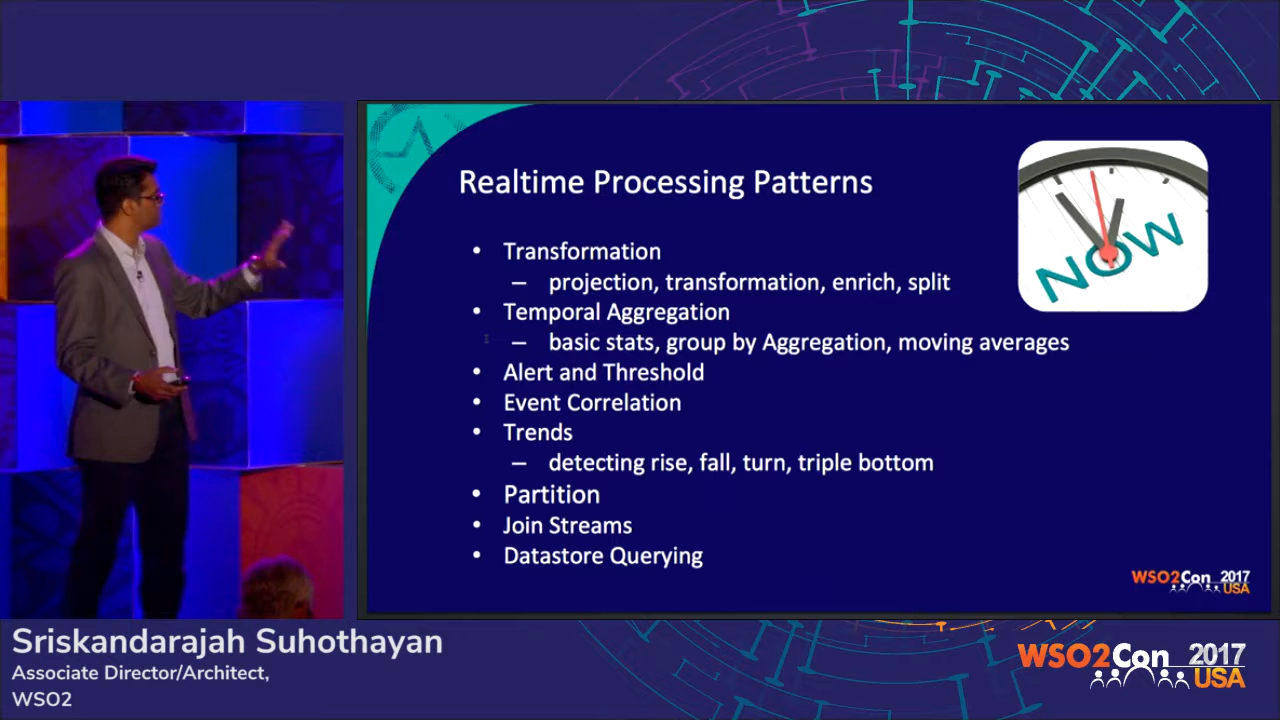 Realtime Processing Patterns
NOW
• Transformation
– projection, transformation, enrich, split
• Temporal Aggregation
– basic stats, group by Aggregation, moving averages
• Alert and Threshold
• Event Correlation
• Trends
– detecting rise, fall, turn, triple bottom
• Partition
• Join Streams
• Datastore Querying
WSO2Con 2017
USA
Sriskandarajah Suhothayan
Associate Director/Architect,
WSO2
WSO2Con 2017
USA